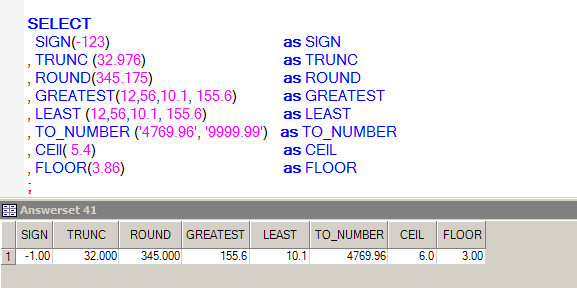 SELECT
SIGN(-123) as SIGN
, TRUNC (32.976) as TRUNC
, ROUND(345.175) as ROUND
, GREATEST(12,56,10.1, 155.6) as GREATEST
, LEAST (12,56,10.1, 155.6) as LEAST
, TO_NUMBER ('4769.96', '9999.99') as TO_NUMBER
, CEIl( 5.4) as CEIL
, FLOOR(3.86) as FLOOR
;
Answerset 41
SIGN TRUNC ROUND GREATEST LEAST TO_NUMBER CEIL FLOOR
1 -1.00 32.000 345.000 155.6 10.1 4769.96 6.0 3.00